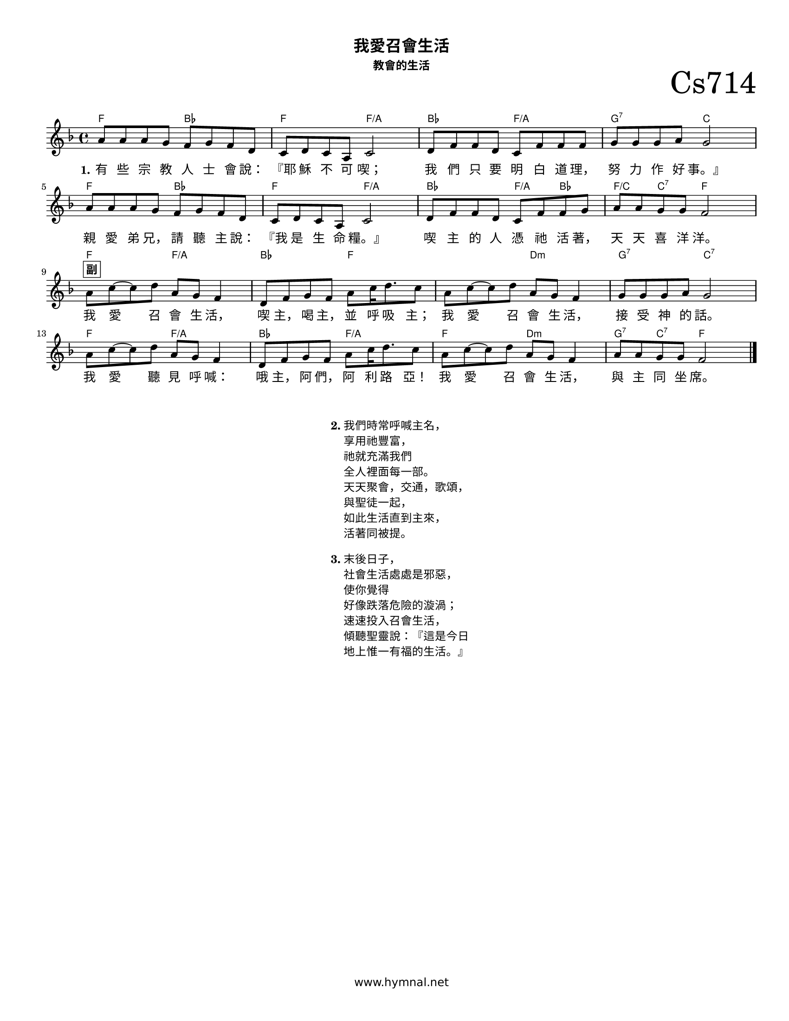 我愛召會生活
教會的生活
Cs714
F B♭ F F/A B♭ F/A G7 C
1. 有 些 宗 教 人 士 會說： 『耶穌 不 可 喫； 我 們 只 要 明 白 道理， 努 力 作 好事。』
5
F B♭ F F/A B♭ F/A B♭ F/C C7 F
親 愛 弟兄，請 聽 主說： 『我是 生 命糧。』 喫 主 的 人 憑 祂 活著， 天 天 喜 洋洋。
F F/A B♭ F Dm G7 C7
9 副
我 愛 召 會 生活， 喫主，喝主，並 呼吸 主； 我 愛 召 會 生活， 接 受 神 的話。
13
F F/A B♭ F/A F Dm G7 C7 F
我 愛 聽 見 呼喊： 哦主，阿們，阿 利路 亞！ 我 愛 召 會 生活， 與 主 同 坐席。
2. 我們時常呼喊主名，
享用祂豐富，
祂就充滿我們
全人裡面每一部。
天天聚會，交通，歌頌，
與聖徒一起，
如此生活直到主來，
活著同被提。
3. 末後日子，
社會生活處處是邪惡，
使你覺得
好像跌落危險的漩渦；
速速投入召會生活，
傾聽聖靈說：『這是今日
地上惟一有福的生活。』
www.hymnal.net